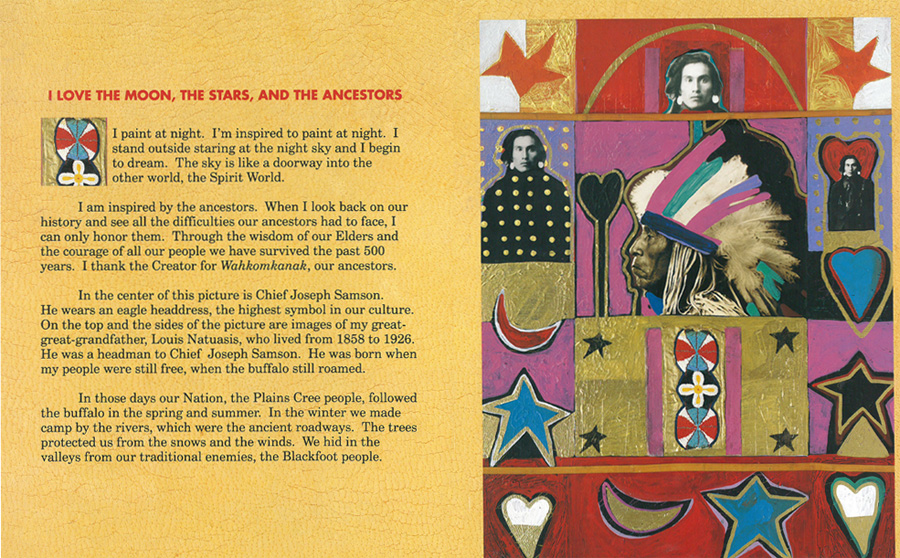 I LOVE THE MOON, THE STARS, AND THE ANCESTORS
I paint at night. I'm inspired to paint at night. I
stand outside staring at the night sky and I begin
to dream. The sky is like a doorway into the
other world, the Spirit World.
I am inspired by the ancestors. When I look back on our
history and see all the difficulties our ancestors had to face, I
can only honor them. Through the wisdom of our Elders and
the courage of all our people we have survived the past 500
years. I thank the Creator for Wahkomkanak, our ancestors.
In the center of this picture is Chief Joseph Samson.
He wears an eagle headdress, the highest symbol in our culture.
On the top and the sides of the picture are images of my great-
great-grandfather, Louis Natuasis, who lived from 1858 to 1926.
He was a headman to Chief Joseph Samson. He was born when
my people were still free, when the buffalo still roamed.
In those days our Nation, the Plains Cree people, followed
the buffalo in the spring and summer. In the winter we made
camp by the rivers, which were the ancient roadways. The trees
protected us from the snows and the winds. We hid in the
valleys from our traditional enemies, the Blackfoot people.